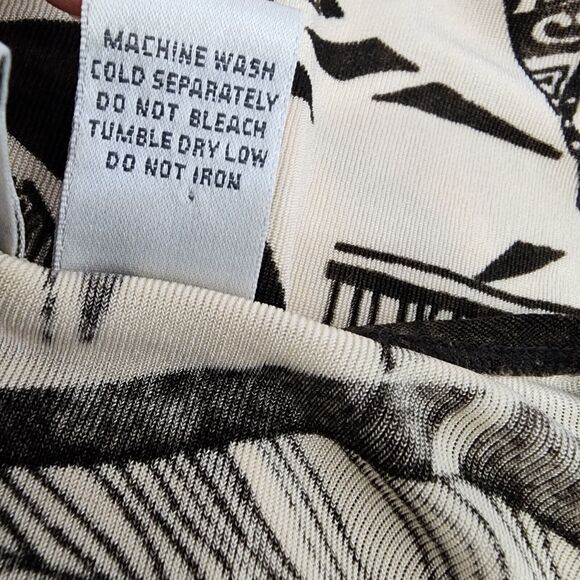 MACHINE WASH
COLD SEPARATELY
DO NOT BLEACH
TUMBLE DRY LOW
DO NOT IRON